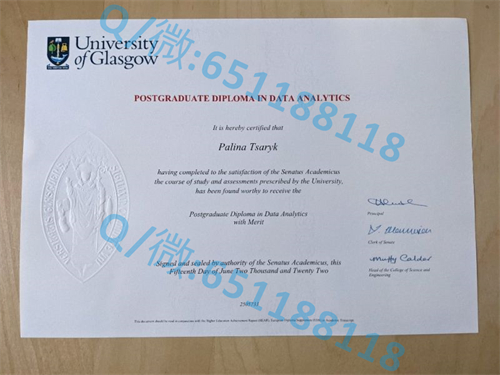 University
of Glasgow
POSTGRADUATE DIPLOMA IN DATA ANALYTICS
It is hereby certified that
Palina Tsaryk
having completed to the satisfaction of the Senatus Academicus
the course of study and assessments prescribed by the University,
has been found worthy to receive the
Postgraduate Diploma in Data Analytics
with Merit
Signed and sealed by authority of the Senatus Academicus, this
Fifteenth Day of June Two Thousand and Twenty Two
Principal
Clerk of Senate
Muffy Calder
Head of the College of Science and
Engineering
Q/微:651188118
Q/微:651188118